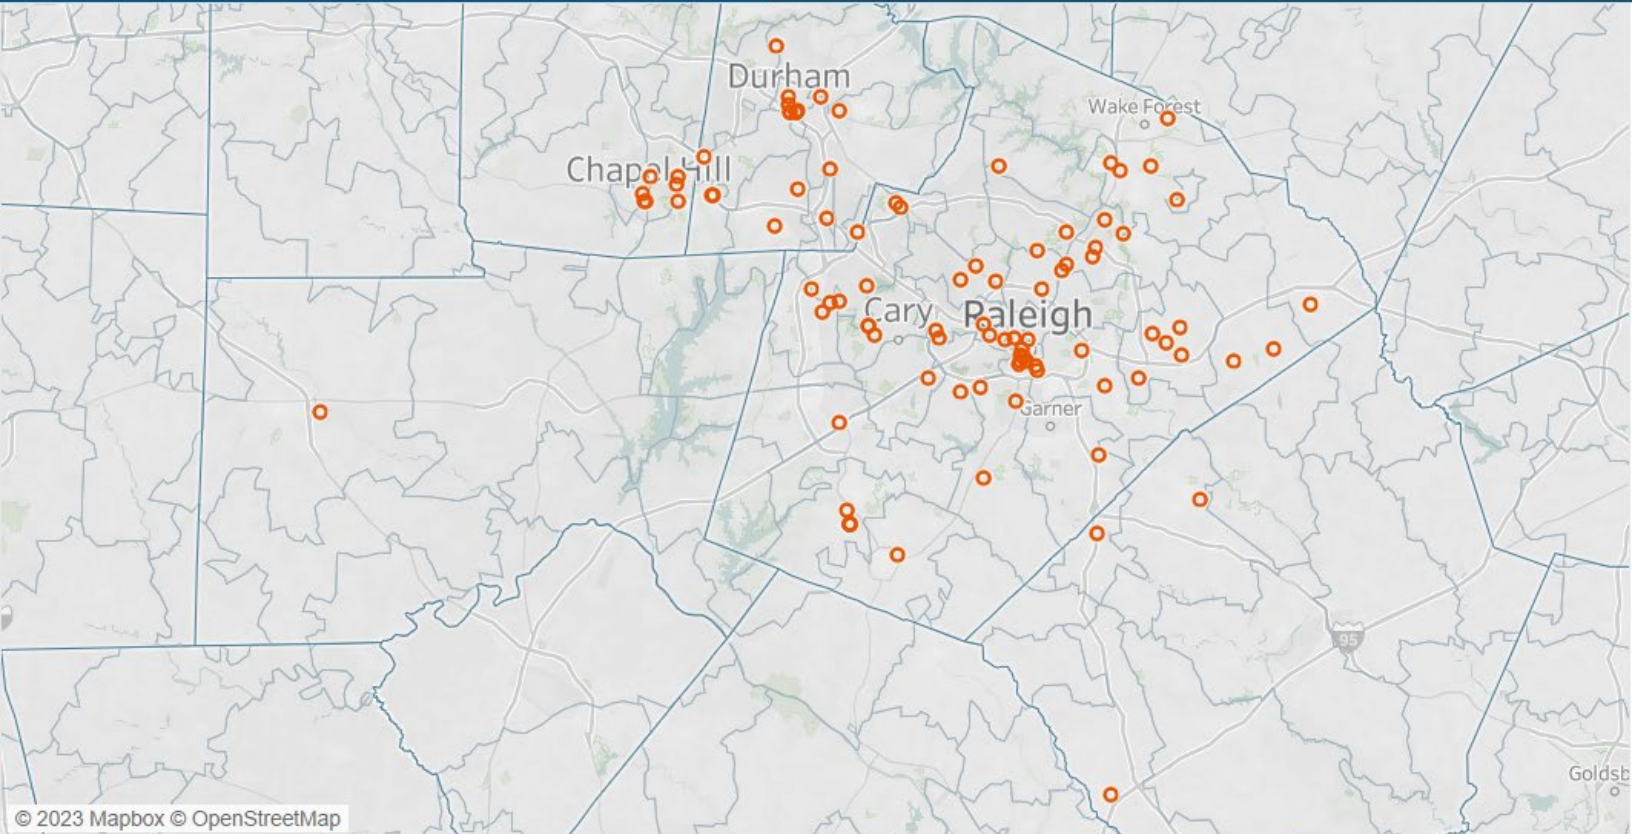 Durham
Wake Forest
Chapel Hill
Cary
Raleigh
Garner
95
Goldsb
© 2023 Mapbox © OpenStreetMap